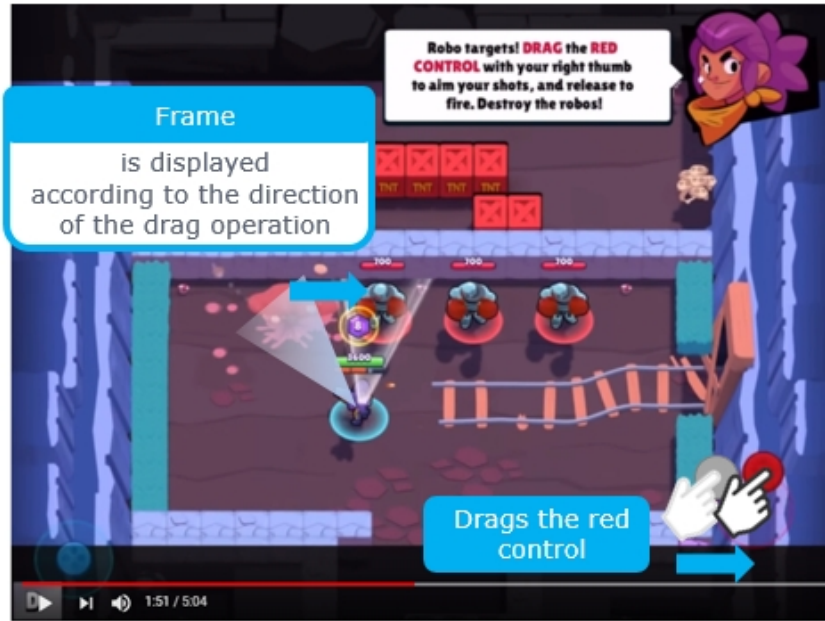 Robo targets! DRAG the RED
CONTROL with your right thumb
to aim your shots, and release to
fire. Destroy the robos!
Frame
is displayed
according to the direction
of the drag operation
TNT TNT TNT TNT
700 700 700
8
3600
Drags the red
control
1:51 / 5:04